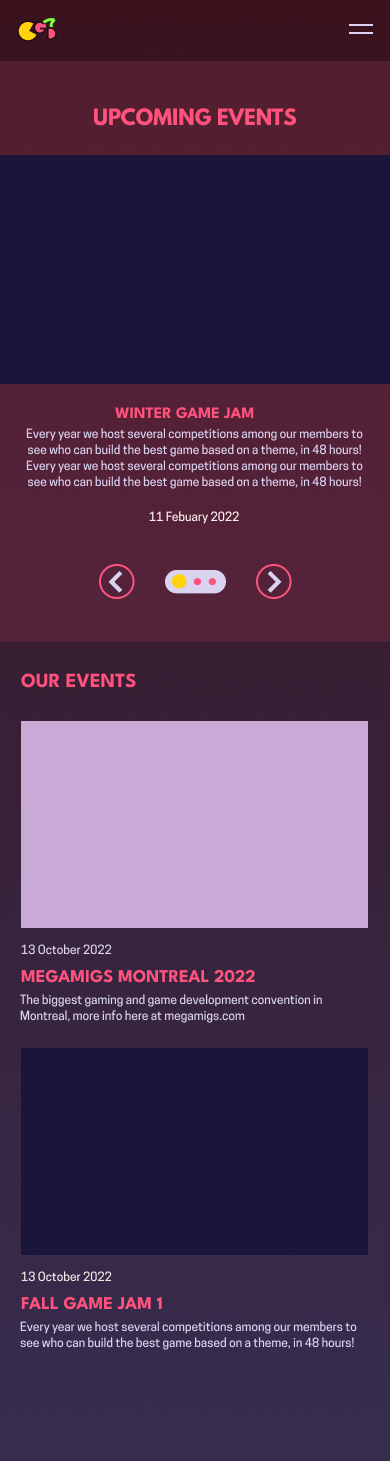 UPCOMING EVENTS
WINTER GAME JAM
Every year we host several competitions among our members to
see who can build the best game based on a theme, in 48 hours!
Every year we host several competitions among our members to
see who can build the best game based on a theme, in 48 hours!
11 Febuary 2022
OUR EVENTS
13 October 2022
MEGAMIGS MONTREAL 2022
The biggest gaming and game development convention in
Montreal, more info here at megamigs.com
13 October 2022
FALL GAME JAM 1
Every year we host several competitions among our members to
see who can build the best game based on a theme, in 48 hours!